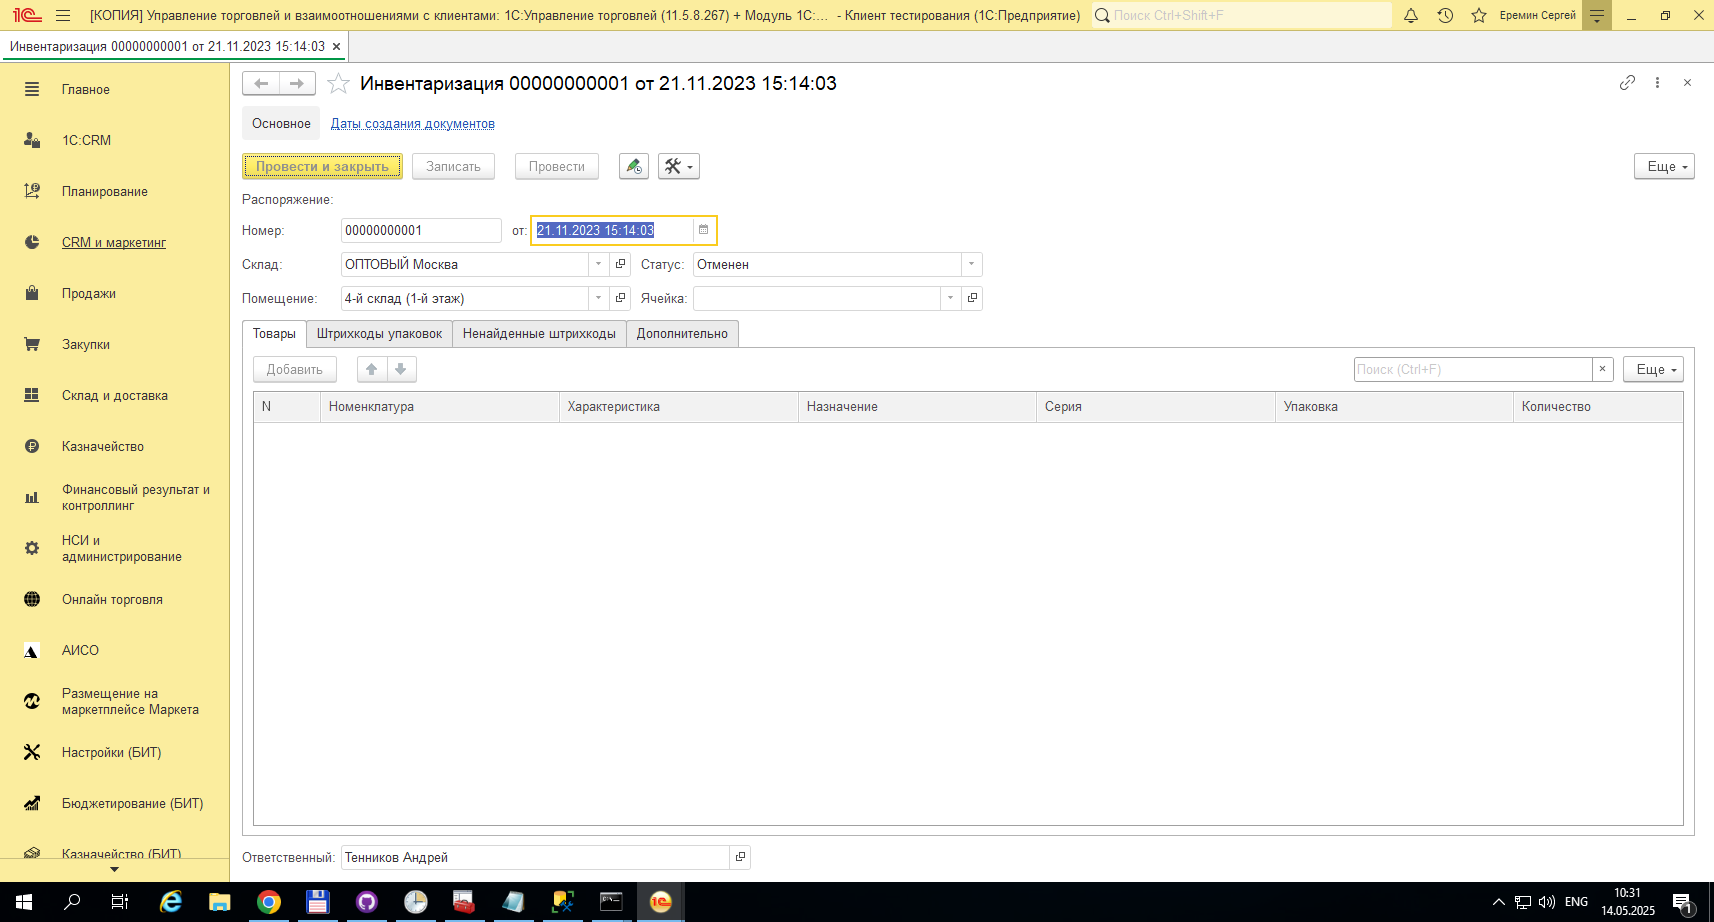 [КОПИЯ] Управление торговлей и взаимоотношениями с клиентами: 1С:Управление торговлей (11.5.8.267) + Модуль 1С:... - Клиент тестирования (1С:Предприятие)
Поиск Ctrl+Shift+F
Еремин Сергей
Инвентаризация 00000000001 от 21.11.2023 15:14:03
Главное
1С:CRM
Планирование
CRM и маркетинг
Продажи
Закупки
Склад и доставка
Казначейство
Финансовый результат и
контроллинг
НСИ и
администрирование
Онлайн торговля
АИСО
Размещение на
маркетплейсе Маркета
Настройки (БИТ)
Бюджетирование (БИТ)
Казначейство (БИТ)
Инвентаризация 00000000001 от 21.11.2023 15:14:03
Основное Даты создания документов
Провести и закрыть Записать Провести Еще
Распоряжение:
Номер: 00000000001 от: 21.11.2023 15:14:03
Склад: ОПТОВЫЙ Москва Статус: Отменен
Помещение: 4-й склад (1-й этаж) Ячейка:
Товары Штрихкоды упаковок Ненайденные штрихкоды Дополнительно
Добавить Поиск (Ctrl+F) Еще
N Номенклатура Характеристика Назначение Серия Упаковка Количество
Ответственный: Тенников Андрей
ENG
10:31
14.05.2025
1